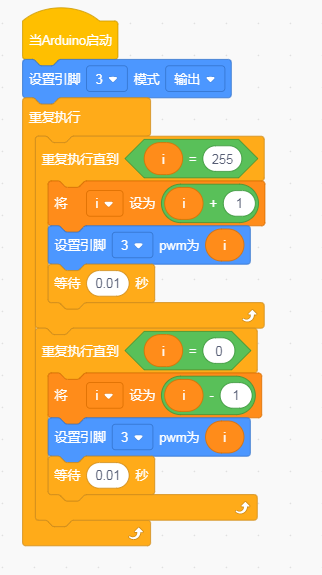 当Arduino启动
设置引脚 3 模式 输出
重复执行
重复执行直到 i = 255
将 i 设为 i + 1
设置引脚 3 pwm为 i
等待 0.01 秒
重复执行直到 i = 0
将 i 设为 i - 1
设置引脚 3 pwm为 i
等待 0.01 秒